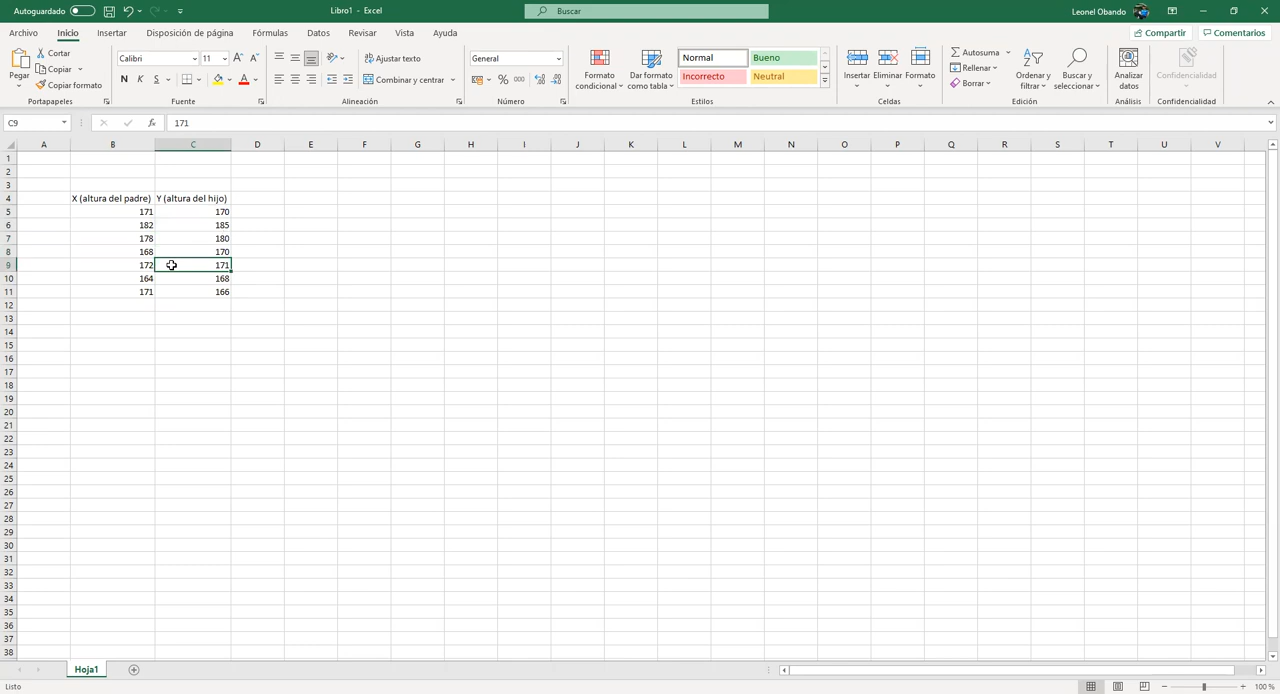 Autoguardado
Libro1 - Excel
Buscar
Leonel Obando
Archivo Inicio Insertar Disposición de página Fórmulas Datos Revisar Vista Ayuda
Compartir Comentarios
Pegar
Cortar
Copiar
Copiar formato
Portapapeles
Calibri 11
N K S
Fuente
Ajustar texto
Combinar y centrar
Alineación
General
% 000
Número
Formato condicional
Dar formato como tabla
Normal Bueno
Incorrecto Neutral
Estilos
Insertar Eliminar Formato
Celdas
Autosuma
Rellenar
Borrar
Ordenar y filtrar
Buscar y seleccionar
Edición
Analizar datos
Análisis
Confidencialidad
Confidencialidad
C9 fx 171
A B C D E F G H I J K L M N O P Q R S T U V
1
2
3
4 X (altura del padre) Y (altura del hijo)
5 171 170
6 182 185
7 178 180
8 168 170
9 172 171
10 164 168
11 171 166
12
13
14
15
16
17
18
19
20
21
22
23
24
25
26
27
28
29
30
31
32
33
34
35
36
37
38
Hoja1
Listo
100 %